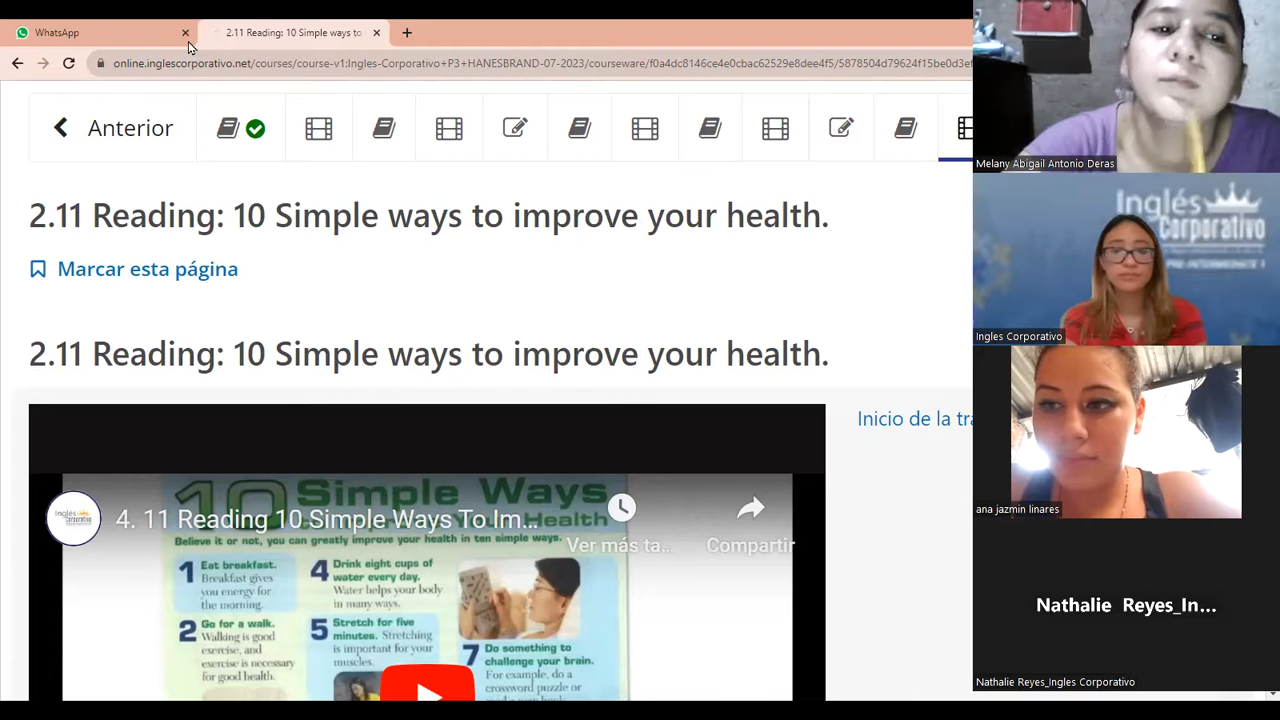 WhatsApp
2.11 Reading: 10 Simple ways to
online.inglescorporativo.net/courses/course-v1:Ingles-Corporativo+P3+HANESBRAND-07-2023/courseware/f0a4dc8146ce4e0cbac62529e8dee4f5/5878504d79624f15be0d3ef
Anterior
2.11 Reading: 10 Simple ways to improve your health.
Marcar esta página
2.11 Reading: 10 Simple ways to improve your health.
Inicio de la tra
4. 11 Reading 10 Simple Ways To Im...
Ver más ta...
Compartir
10 Simple Ways
Health
Believe it or not, you can greatly improve your health in ten simple ways.
1 Eat breakfast.
Breakfast gives
you energy for
the morning.
2 Go for a walk.
Walking is good
exercise, and
exercise is necessary
for good health.
4 Drink eight cups of
water every day.
Water helps your body
in many ways.
5 Stretch for five
minutes. Stretching
is important for your
muscles.
7 Do something to
challenge your brain.
For example, do a
crossword puzzle or
Melany Abigail Antonio Deras
Inglés
Corporativo
PRE-INTERMEDIATE 1
Ingles Corporativo
ana jazmin linares
Nathalie Reyes_In...
Nathalie Reyes_Ingles Corporativo